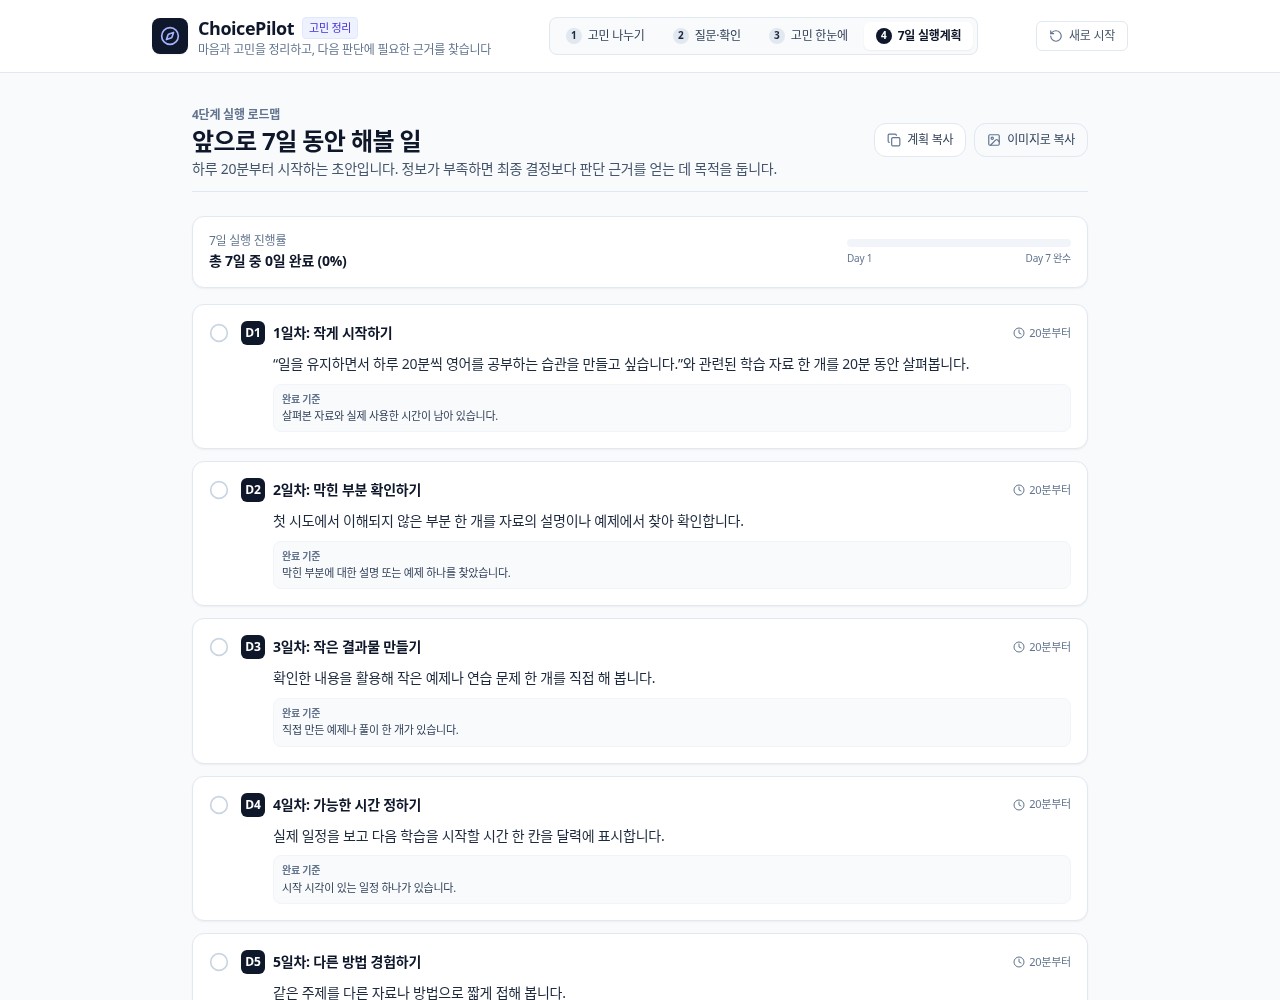 ChoicePilot 고민 정리
마음과 고민을 정리하고, 다음 판단에 필요한 근거를 찾습니다
1 고민 나누기
2 질문·확인
3 고민 한눈에
4 7일 실행계획
새로 시작
4단계 실행 로드맵
앞으로 7일 동안 해볼 일
하루 20분부터 시작하는 초안입니다. 정보가 부족하면 최종 결정보다 판단 근거를 얻는 데 목적을 둡니다.
계획 복사
이미지로 복사
7일 실행 진행률
총 7일 중 0일 완료 (0%)
Day 1
Day 7 완수
D1 1일차: 작게 시작하기
20분부터
“일을 유지하면서 하루 20분씩 영어를 공부하는 습관을 만들고 싶습니다.”와 관련된 학습 자료 한 개를 20분 동안 살펴봅니다.
완료 기준
살펴본 자료와 실제 사용한 시간이 남아 있습니다.
D2 2일차: 막힌 부분 확인하기
20분부터
첫 시도에서 이해되지 않은 부분 한 개를 자료의 설명이나 예제에서 찾아 확인합니다.
완료 기준
막힌 부분에 대한 설명 또는 예제 하나를 찾았습니다.
D3 3일차: 작은 결과물 만들기
20분부터
확인한 내용을 활용해 작은 예제나 연습 문제 한 개를 직접 해 봅니다.
완료 기준
직접 만든 예제나 풀이 한 개가 있습니다.
D4 4일차: 가능한 시간 정하기
20분부터
실제 일정을 보고 다음 학습을 시작할 시간 한 칸을 달력에 표시합니다.
완료 기준
시작 시각이 있는 일정 하나가 있습니다.
D5 5일차: 다른 방법 경험하기
20분부터
같은 주제를 다른 자료나 방법으로 짧게 접해 봅니다.